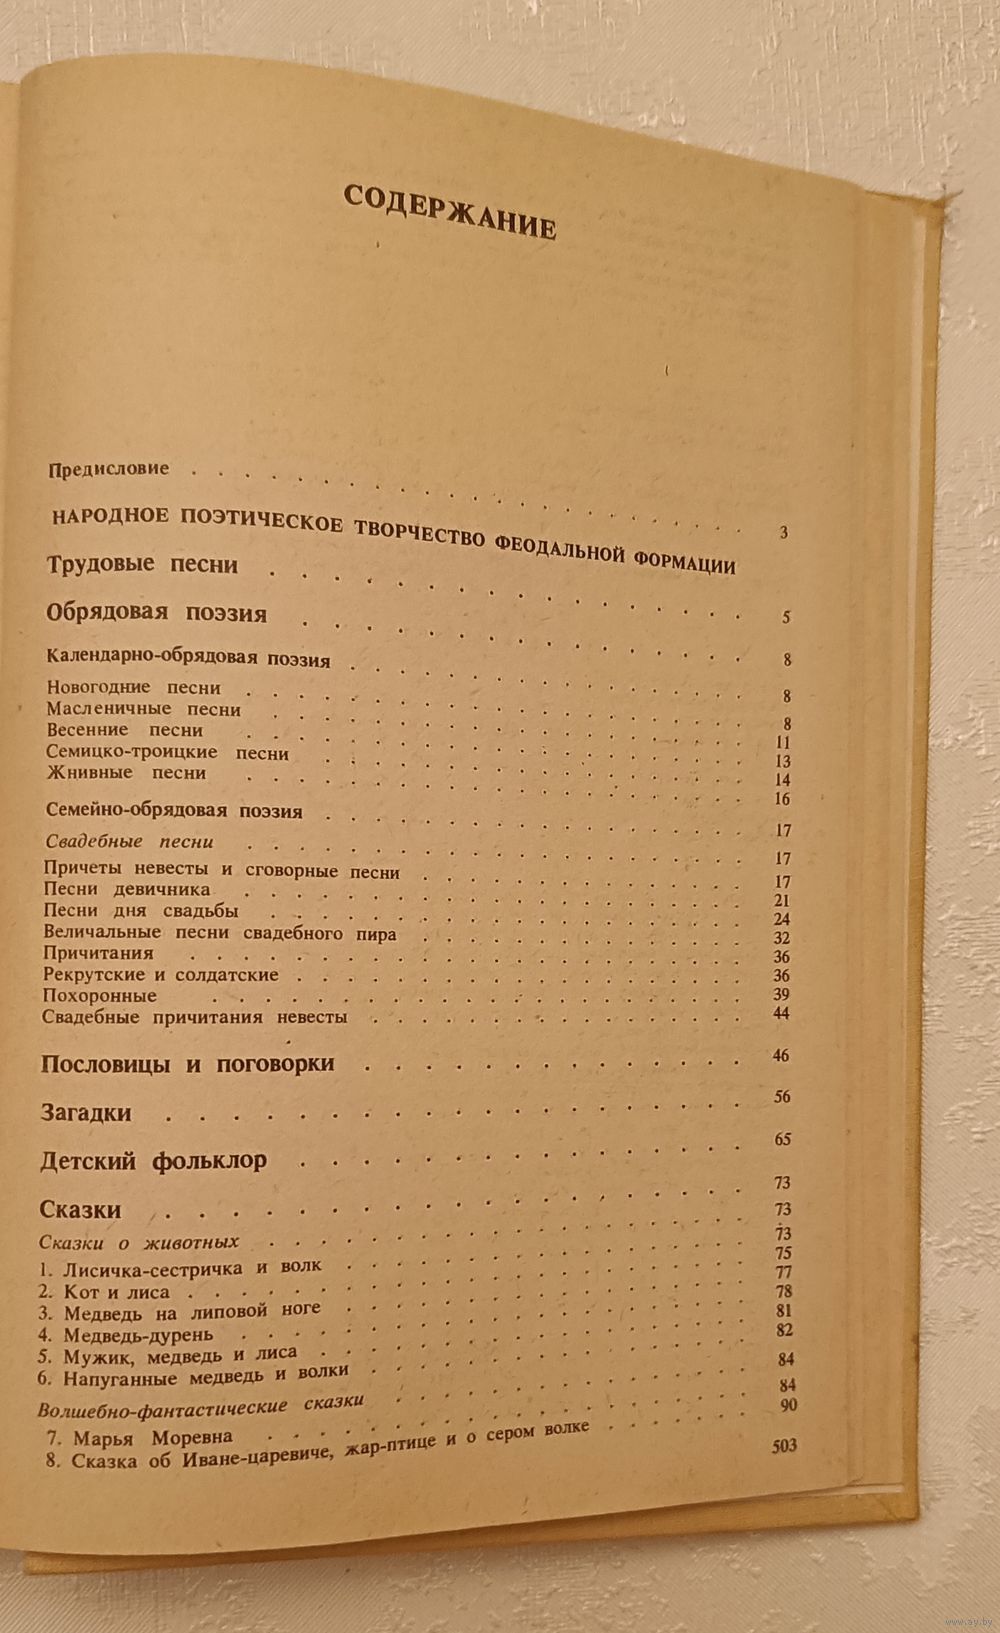 СОДЕРЖАНИЕ
Предисловие . . . . . . . . . . . . . . . . . . . . 3
НАРОДНОЕ ПОЭТИЧЕСКОЕ ТВОРЧЕСТВО ФЕОДАЛЬНОЙ ФОРМАЦИИ
Трудовые песни . . . . . . . . . . . . . . . 5
Обрядовая поэзия . . . . . . . . . . . . . . 8
Календарно-обрядовая поэзия . . . . . . . . . . . . 8
Новогодние песни . . . . . . . . . . . . . . . . 8
Масленичные песни . . . . . . . . . . . . . . . 11
Весенние песни . . . . . . . . . . . . . . . . 13
Семицко-троицкие песни . . . . . . . . . . . . . 14
Жнивные песни . . . . . . . . . . . . . . . . 16
Семейно-обрядовая поэзия . . . . . . . . . . . . . 17
Свадебные песни . . . . . . . . . . . . . . . . 17
Причеты невесты и сговорные песни . . . . . . . . . . 17
Песни девичника . . . . . . . . . . . . . . . . 21
Песни дня свадьбы . . . . . . . . . . . . . . . 24
Величальные песни свадебного пира . . . . . . . . . . 32
Причитания . . . . . . . . . . . . . . . . . . 36
Рекрутские и солдатские . . . . . . . . . . . . . . 36
Похоронные . . . . . . . . . . . . . . . . . 39
Свадебные причитания невесты . . . . . . . . . . . 44
Пословицы и поговорки . . . . . . . . . . . . 46
Загадки . . . . . . . . . . . . . . . . . . 56
Детский фольклор . . . . . . . . . . . . . . 65
Сказки . . . . . . . . . . . . . . . . . . 73
Сказки о животных . . . . . . . . . . . . . . . 73
1. Лисичка-сестричка и волк . . . . . . . . . . . . 73
2. Кот и лиса . . . . . . . . . . . . . . . . . . 75
3. Медведь на липовой ноге . . . . . . . . . . . . 77
4. Медведь-дурень . . . . . . . . . . . . . . . . 78
5. Мужик, медведь и лиса . . . . . . . . . . . . . 81
6. Напуганные медведь и волки . . . . . . . . . . . 82
Волшебно-фантастические сказки . . . . . . . . . . . 84
7. Марья Моревна . . . . . . . . . . . . . . . 84
8. Сказка об Иване-царевиче, жар-птице и о сером волке . . . . . . 90
503
www.ay.by